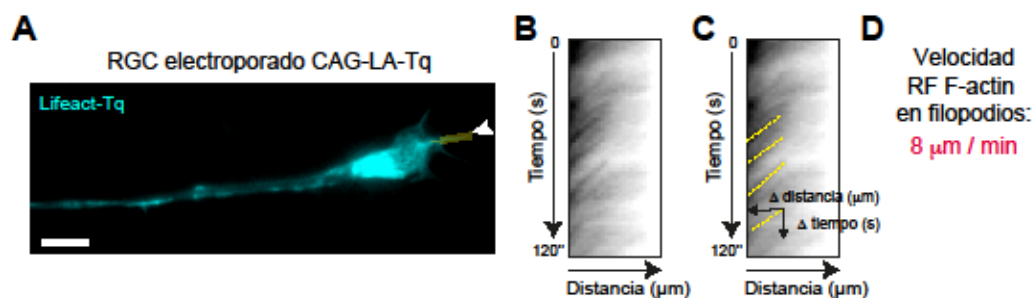 A
RGC electroporado CAG-LA-Tq
Lifeact-Tq
B
0
Tiempo (s)
120"
Distancia (µm)
C
0
Tiempo (s)
Δ distancia (µm)
Δ tiempo (s)
120"
Distancia (µm)
D
Velocidad
RF F-actin
en filopodios:
8 µm / min